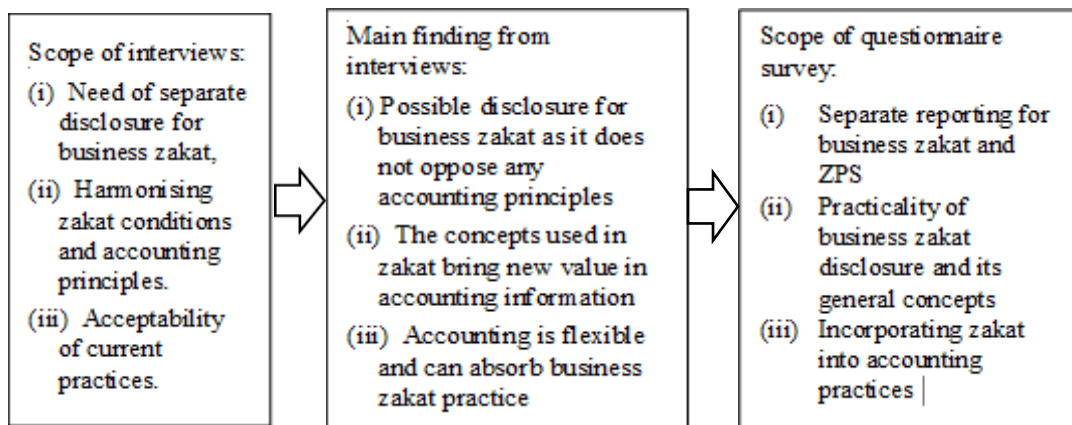 Scope of interviews:
(i) Need of separate
disclosure for
business zakat,
(ii) Harmonising
zakat conditions
and accounting
principles.
(iii) Acceptability
of current
practices.
Main finding from
interviews:
(i) Possible disclosure for
business zakat as it does
not oppose any
accounting principles
(ii) The concepts used in
zakat bring new value in
accounting information
(iii) Accounting is flexible
and can absorb business
zakat practice
Scope of questionnaire
survey:
(i) Separate reporting for
business zakat and
ZPS
(ii) Practicality of
business zakat
disclosure and its
general concepts
(iii) Incorporating zakat
into accounting
practices